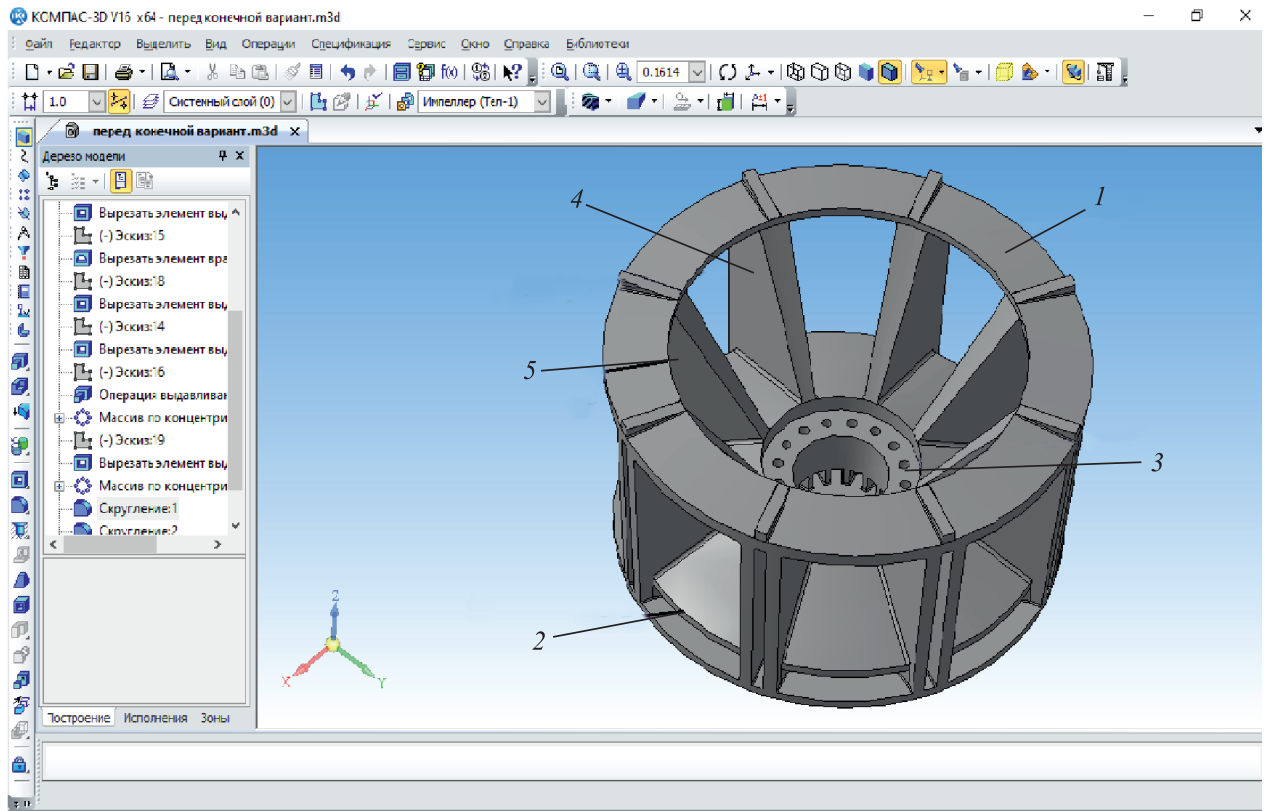 КОМПАС-3D V16 x64 - перед конечной вариант.m3d
Файл Редактор Выделить Вид Операции Спецификация Сервис Окно Справка Библиотеки
0.1614
1.0 Системный слой (0) Импеллер (Тел-1)
перед конечной вариант.m3d
Дерезо модели
Вырезать элемент выд
(-) Эскиз:15
Вырезать элемент вра
(-) Эскиз:18
Вырезать элемент выд
(-) Эскиз:14
Вырезать элемент выд
(-) Эскиз:16
Операция выдавливан
Массив по концентри
(-) Эскиз:19
Вырезать элемент выд
Массив по концентри
Скругление:1
Скругление:2
Построение Исполнения Зоны
Z
X
Y
1
4
5
3
2